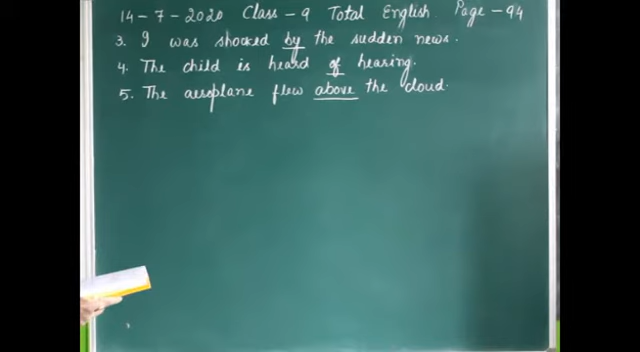 14 - 7 - 2020 Class - 9 Total English. Page - 94
3. I was shocked by the sudden news.
4. The child is heard of hearing.
5. The aeroplane flew above the cloud.